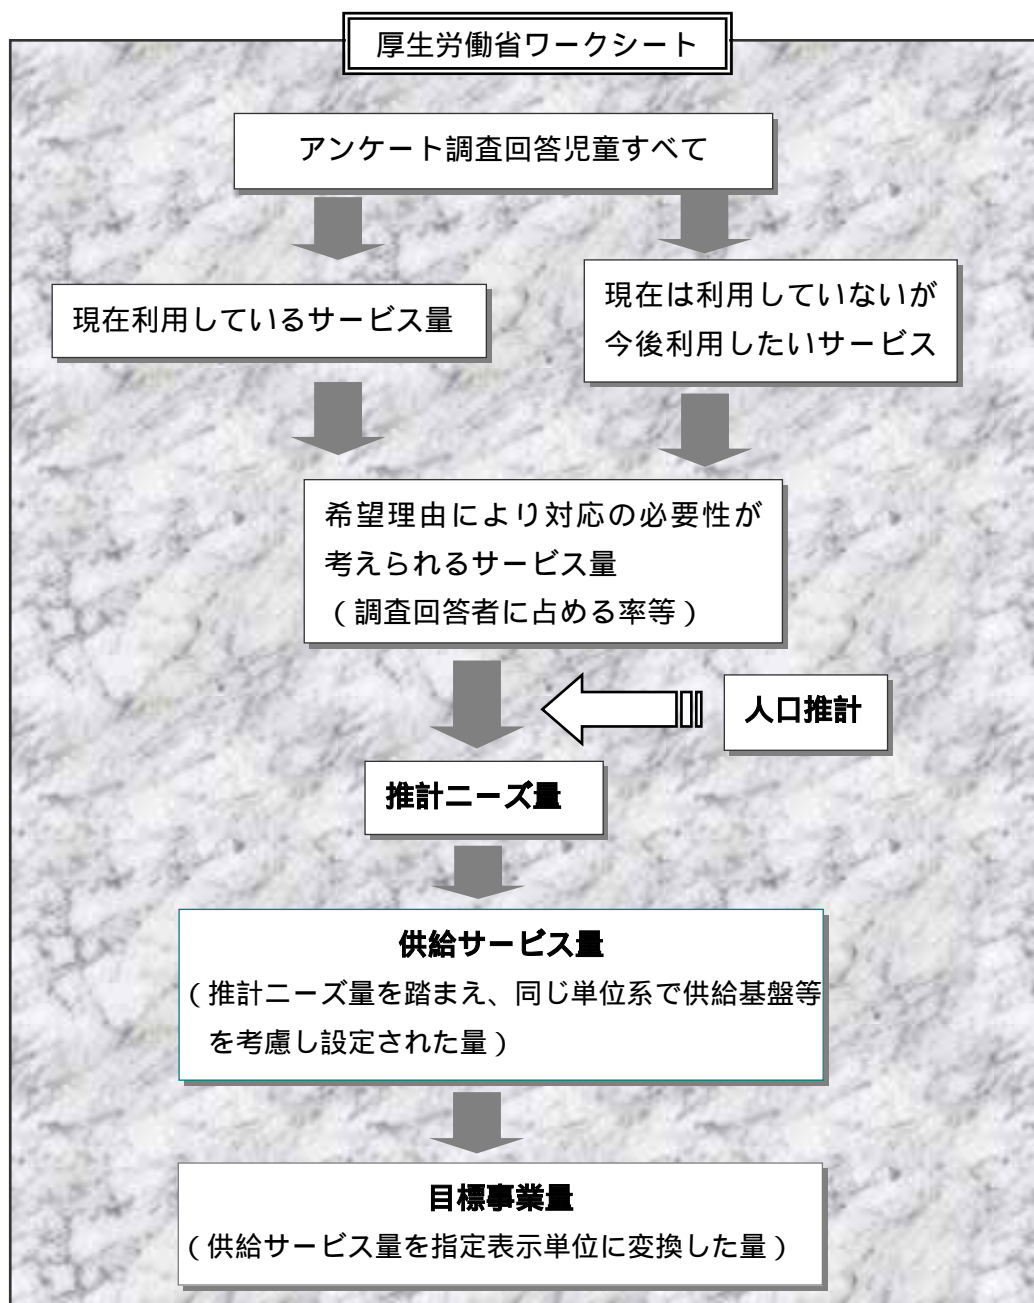 厚生労働省ワークシート
アンケート調査回答児童すべて
現在利用しているサービス量
現在は利用していないが
今後利用したいサービス
希望理由により対応の必要性が
考えられるサービス量
（調査回答者に占める率等）
人口推計
推計ニーズ量
供給サービス量
（推計ニーズ量を踏まえ、同じ単位系で供給基盤等
を考慮し設定された量）
目標事業量
（供給サービス量を指定表示単位に変換した量）